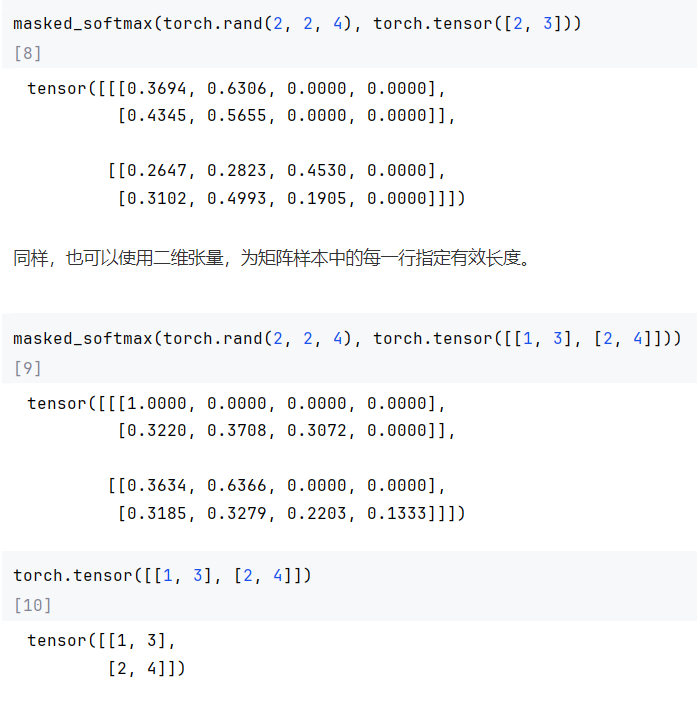 masked_softmax(torch.rand(2, 2, 4), torch.tensor([2, 3]))
[8]
tensor([[[0.3694, 0.6306, 0.0000, 0.0000],
[0.4345, 0.5655, 0.0000, 0.0000]],
[[0.2647, 0.2823, 0.4530, 0.0000],
[0.3102, 0.4993, 0.1905, 0.0000]]])
同样，也可以使用二维张量，为矩阵样本中的每一行指定有效长度。
masked_softmax(torch.rand(2, 2, 4), torch.tensor([[1, 3], [2, 4]]))
[9]
tensor([[[1.0000, 0.0000, 0.0000, 0.0000],
[0.3220, 0.3708, 0.3072, 0.0000]],
[[0.3634, 0.6366, 0.0000, 0.0000],
[0.3185, 0.3279, 0.2203, 0.1333]]])
torch.tensor([[1, 3], [2, 4]])
[10]
tensor([[1, 3],
[2, 4]])